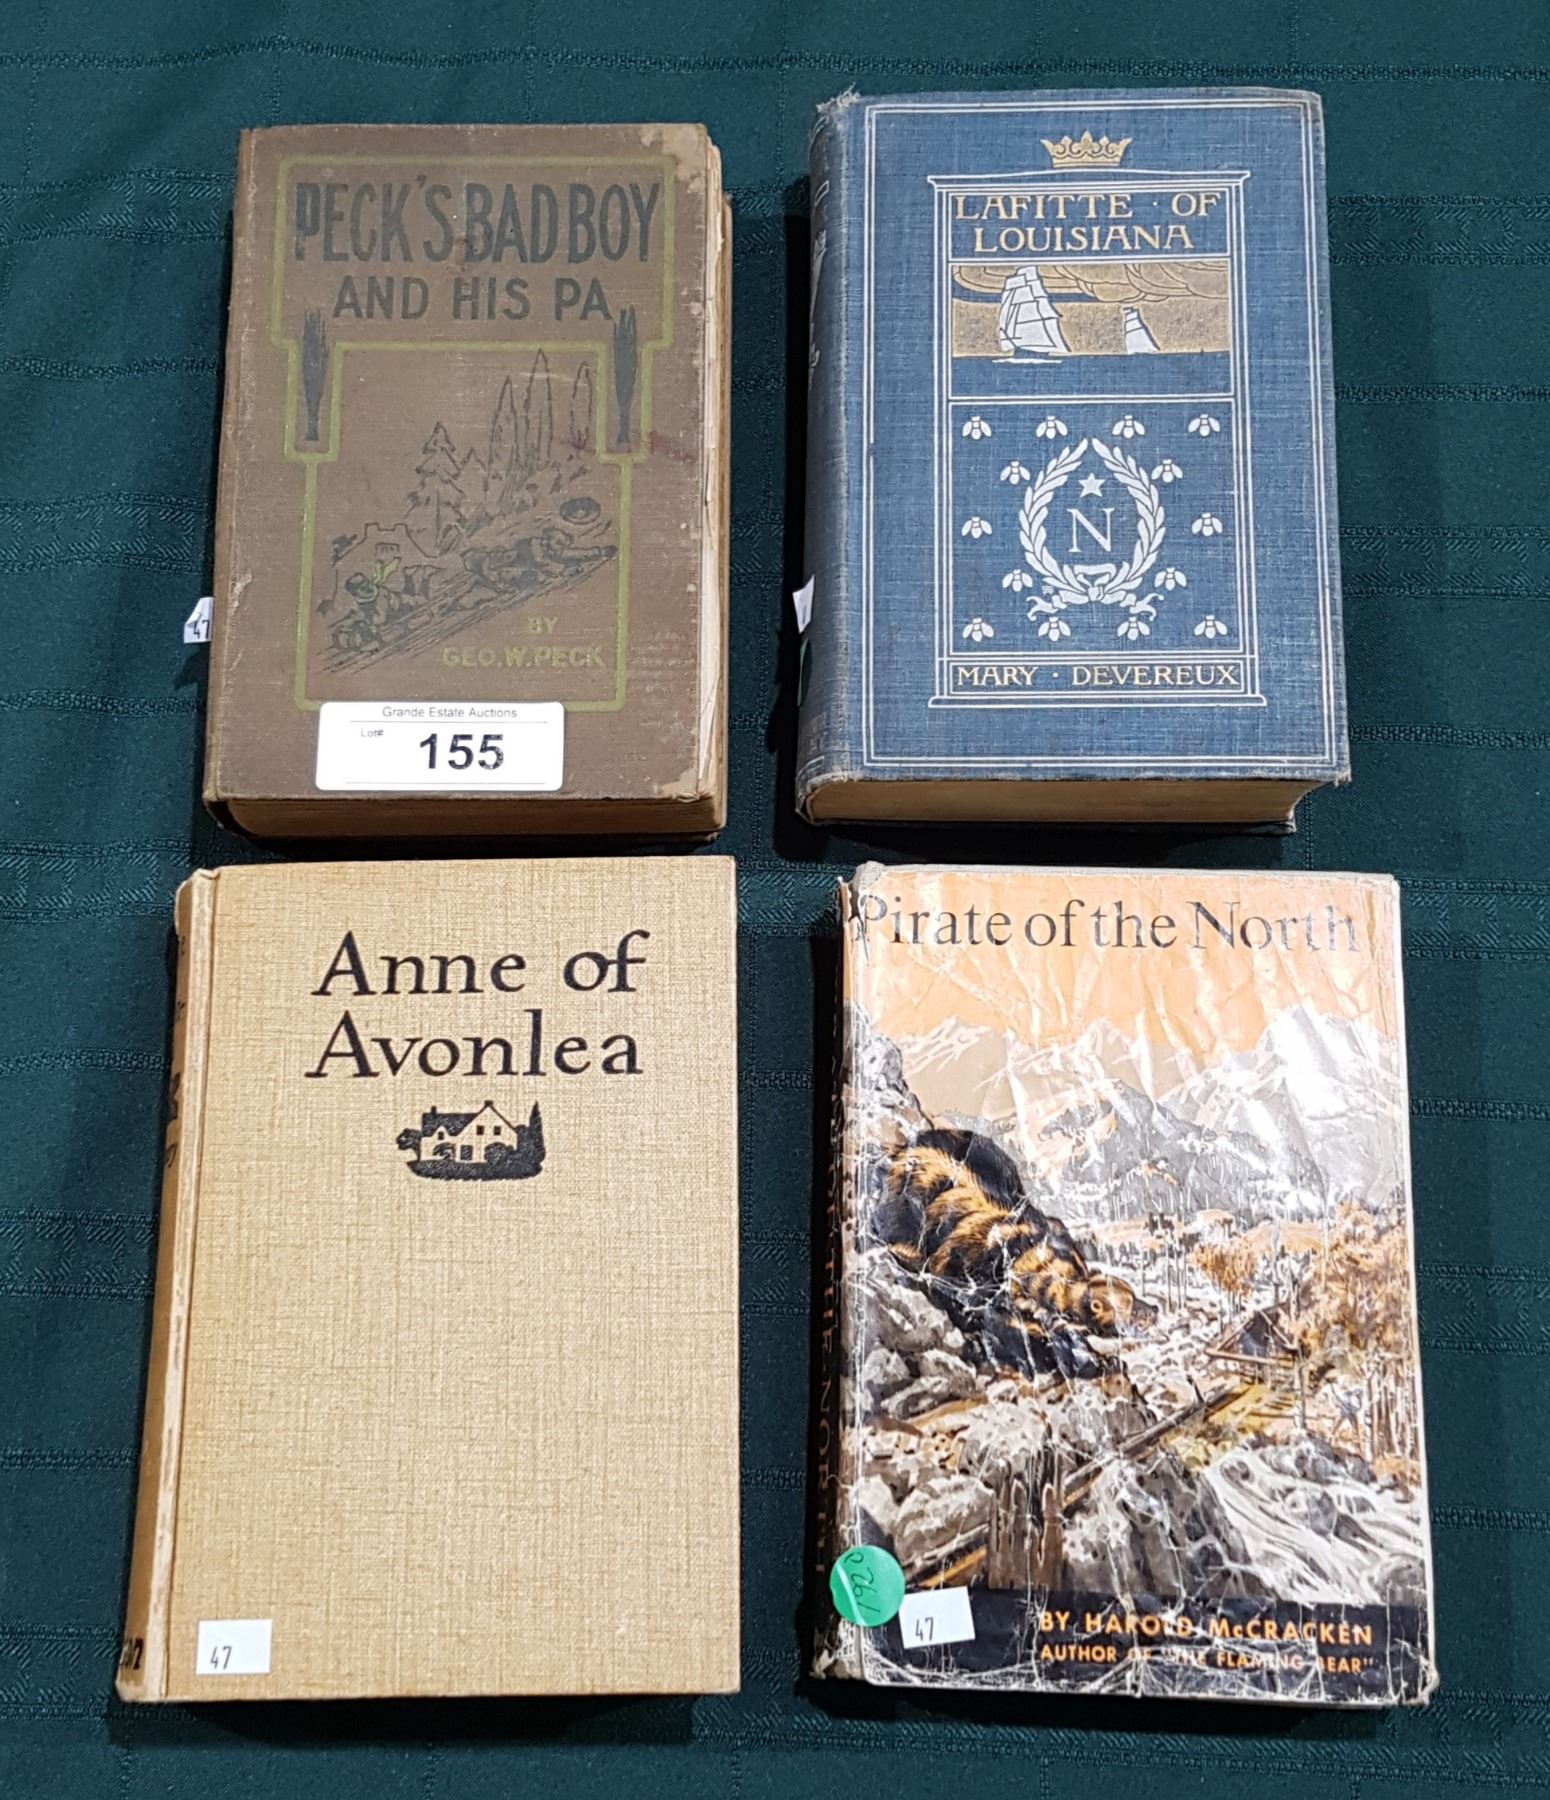 PECK'S BAD BOY
AND HIS PA
BY
GEO. W. PECK
Grande Estate Auctions
Lot#
155
47
LAFITTE · OF
LOUISIANA
N
MARY · DEVEREUX
Anne of
Avonlea
47
Pirate of the North
BY HAROLD McCRACKEN
AUTHOR OF "THE FLAMING BEAR"
47